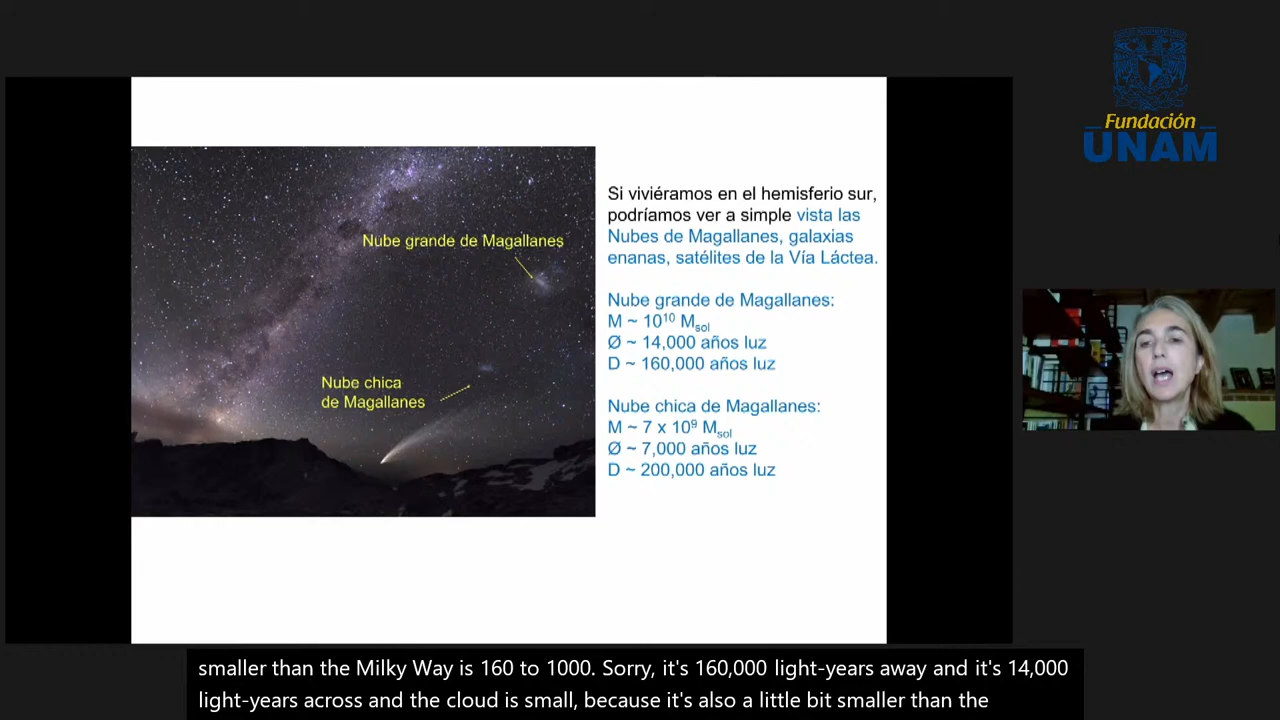 Fundación
UNAM
Si viviéramos en el hemisferio sur,
podríamos ver a simple vista las
Nubes de Magallanes, galaxias
enanas, satélites de la Vía Láctea.
Nube grande de Magallanes
Nube grande de Magallanes:
M ~ 10¹⁰ Msol
Ø ~ 14,000 años luz
D ~ 160,000 años luz
Nube chica
de Magallanes
Nube chica de Magallanes:
M ~ 7 x 10⁹ Msol
Ø ~ 7,000 años luz
D ~ 200,000 años luz
smaller than the Milky Way is 160 to 1000. Sorry, it's 160,000 light-years away and it's 14,000
light-years across and the cloud is small, because it's also a little bit smaller than the